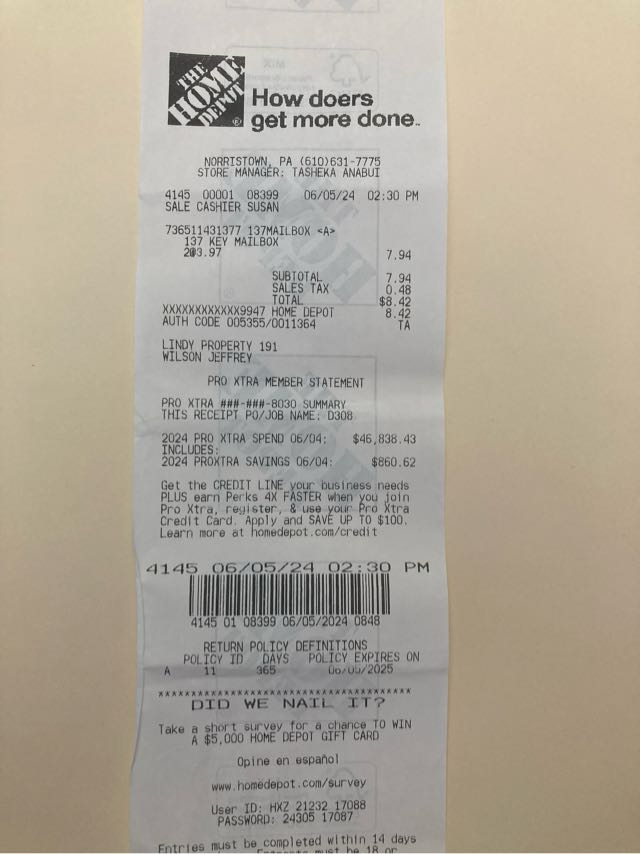 THE HOME DEPOT®
How doers
get more done.
NORRISTOWN, PA (610)631-7775
STORE MANAGER: TASHEKA ANABUI
4145 00001 08399 06/05/24 02:30 PM
SALE CASHIER SUSAN
736511431377 137MAILBOX <A>
137 KEY MAILBOX
2@3.97 7.94
SUBTOTAL 7.94
SALES TAX 0.48
TOTAL $8.42
XXXXXXXXXXXX9947 HOME DEPOT 8.42
AUTH CODE 005355/0011364 TA
LINDY PROPERTY 191
WILSON JEFFREY
PRO XTRA MEMBER STATEMENT
PRO XTRA ###-###-8030 SUMMARY
THIS RECEIPT PO/JOB NAME: D308
2024 PRO XTRA SPEND 06/04: $46,838.43
INCLUDES:
2024 PROXTRA SAVINGS 06/04: $860.62
Get the CREDIT LINE your business needs
PLUS earn Perks 4X FASTER when you join
Pro Xtra, register, & use your Pro Xtra
Credit Card. Apply and SAVE UP TO $100.
Learn more at homedepot.com/credit
4145 06/05/24 02:30 PM
4145 01 08399 06/05/2024 0848
RETURN POLICY DEFINITIONS
POLICY ID DAYS POLICY EXPIRES ON
A 11 365 06/05/2025
****************************************
DID WE NAIL IT?
Take a short survey for a chance TO WIN
A $5,000 HOME DEPOT GIFT CARD
Opine en español
www.homedepot.com/survey
User ID: HXZ 21232 17088
PASSWORD: 24305 17087
Entries must be completed within 14 days
must be 18 or